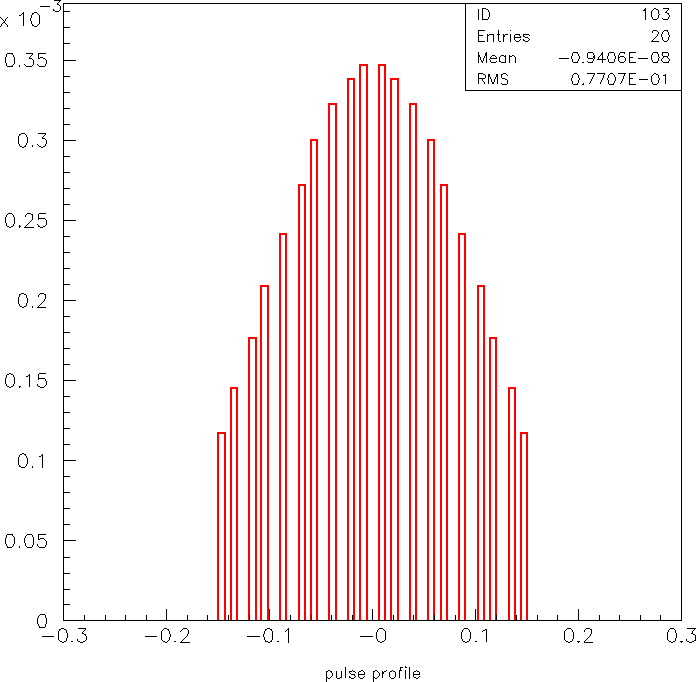 x 10 -3
ID 103
Entries 20
Mean -0.9406E-08
RMS 0.7707E-01
0.35
0.3
0.25
0.2
0.15
0.1
0.05
0
-0.3 -0.2 -0.1 -0 0.1 0.2 0.3
pulse profile